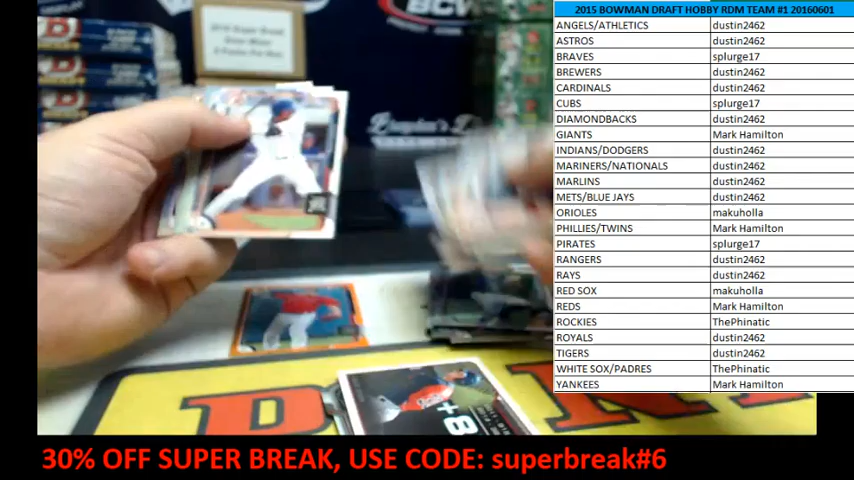 2015 BOWMAN DRAFT HOBBY RDM TEAM #1 20160601
ANGELS/ATHLETICS dustin2462
ASTROS dustin2462
BRAVES splurge17
BREWERS dustin2462
CARDINALS dustin2462
CUBS splurge17
DIAMONDBACKS dustin2462
GIANTS Mark Hamilton
INDIANS/DODGERS dustin2462
MARINERS/NATIONALS dustin2462
MARLINS dustin2462
METS/BLUE JAYS dustin2462
ORIOLES makuholla
PHILLIES/TWINS Mark Hamilton
PIRATES splurge17
RANGERS dustin2462
RAYS dustin2462
RED SOX makuholla
REDS Mark Hamilton
ROCKIES ThePhinatic
ROYALS dustin2462
TIGERS dustin2462
WHITE SOX/PADRES ThePhinatic
YANKEES Mark Hamilton
BCW
+8
30% OFF SUPER BREAK, USE CODE: superbreak#6